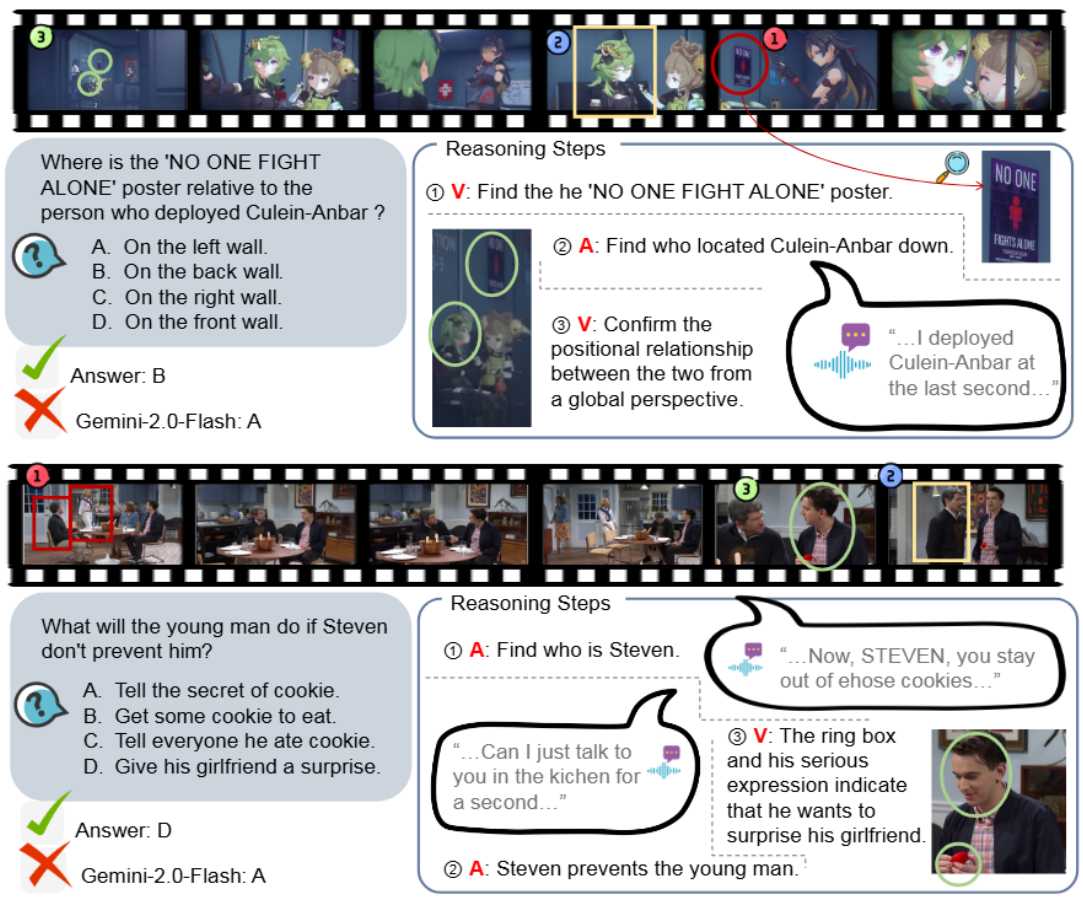 3
2
1
Where is the 'NO ONE FIGHT
ALONE' poster relative to the
person who deployed Culein-Anbar ?
A. On the left wall.
B. On the back wall.
C. On the right wall.
D. On the front wall.
Answer: B
Gemini-2.0-Flash: A
Reasoning Steps
① V: Find the he 'NO ONE FIGHT ALONE' poster.
NO ONE
FIGHTS ALONE
② A: Find who located Culein-Anbar down.
③ V: Confirm the
positional relationship
between the two from
a global perspective.
“…I deployed
Culein-Anbar at
the last second…”
1
3
2
What will the young man do if Steven
don't prevent him?
A. Tell the secret of cookie.
B. Get some cookie to eat.
C. Tell everyone he ate cookie.
D. Give his girlfriend a surprise.
Answer: D
Gemini-2.0-Flash: A
Reasoning Steps
① A: Find who is Steven.
“…Now, STEVEN, you stay
out of ehose cookies…”
“…Can I just talk to
you in the kichen for
a second…”
② A: Steven prevents the young man.
③ V: The ring box
and his serious
expression indicate
that he wants to
surprise his girlfriend.